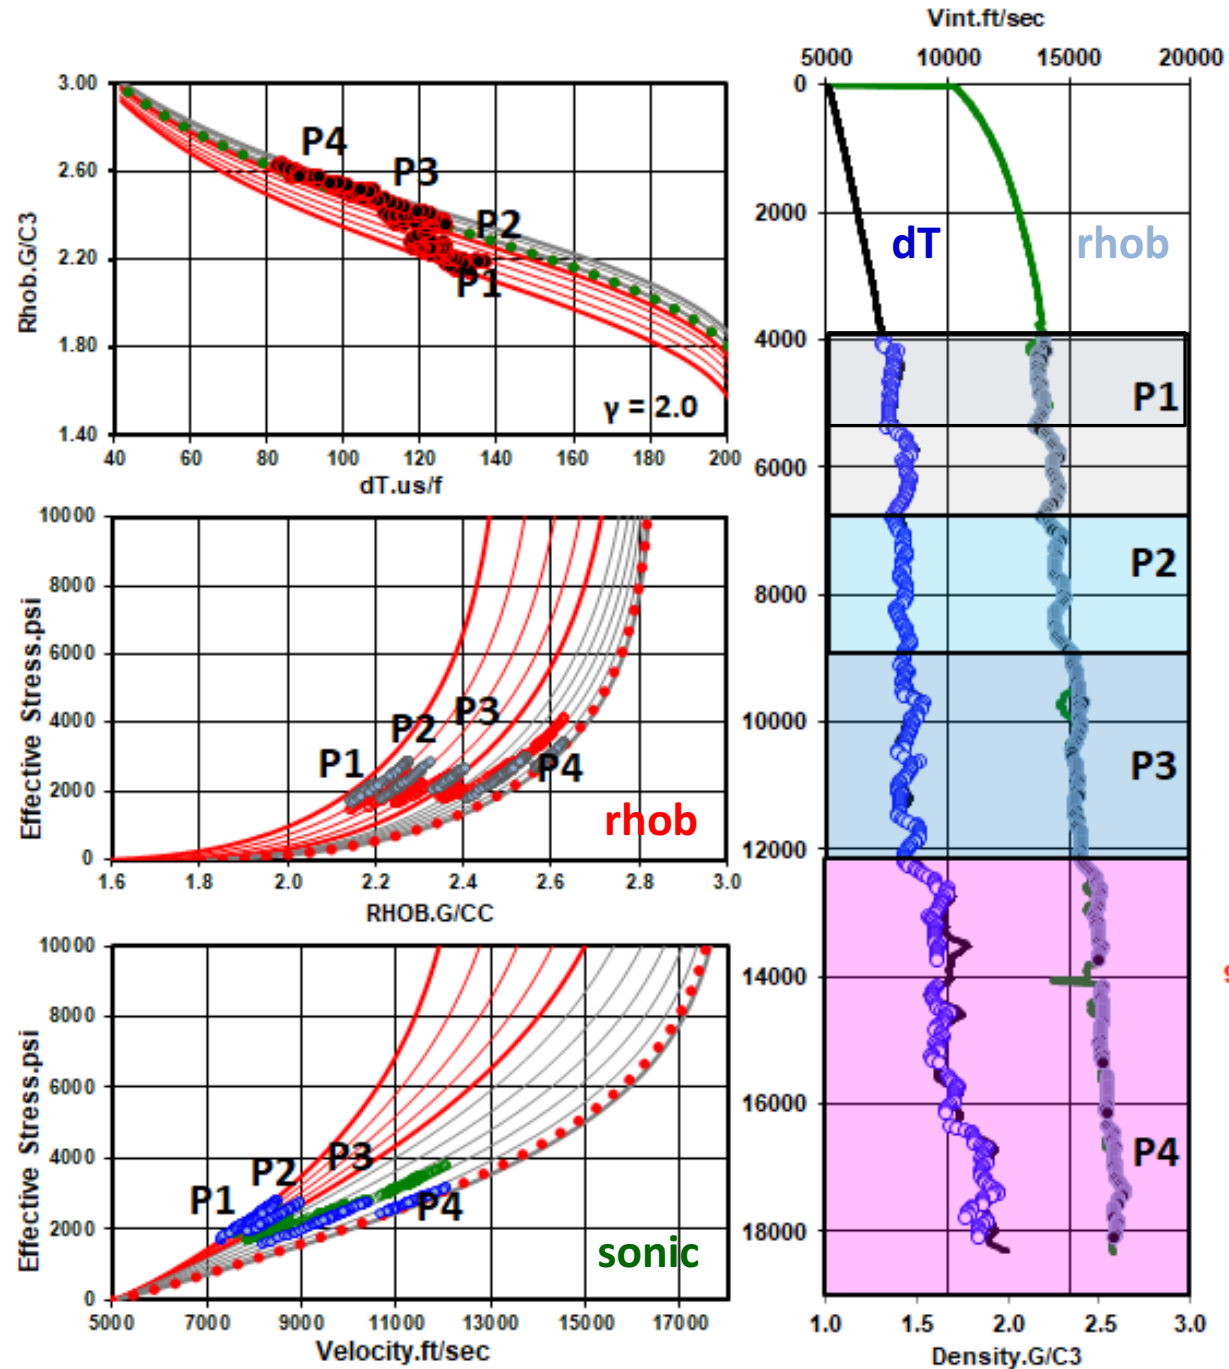 Rhob.G/C3
3.00
2.60
2.20
1.80
1.40
P4
P3
P2
P1
γ = 2.0
40 60 80 100 120 140 160 180 200
dT.us/f
Effective Stress.psi
10000
8000
6000
4000
2000
0
P1
P2
P3
P4
rhob
1.6 2.0 2.2 2.4 2.6 2.8 3.0
RHOB.G/CC
Effective Stress.psi
10000
8000
6000
4000
2000
0
P1
P2
P3
P4
sonic
5000 7000 9000 11000 13000 15000 17000
Velocity.ft/sec
Vint.ft/sec
5000 10000 15000 20000
0
2000
4000
6000
8000
10000
12000
14000
16000
18000
dT
rhob
P1
P2
P3
P4
1.0 1.5 2.0 2.5 3.0
Density.G/C3